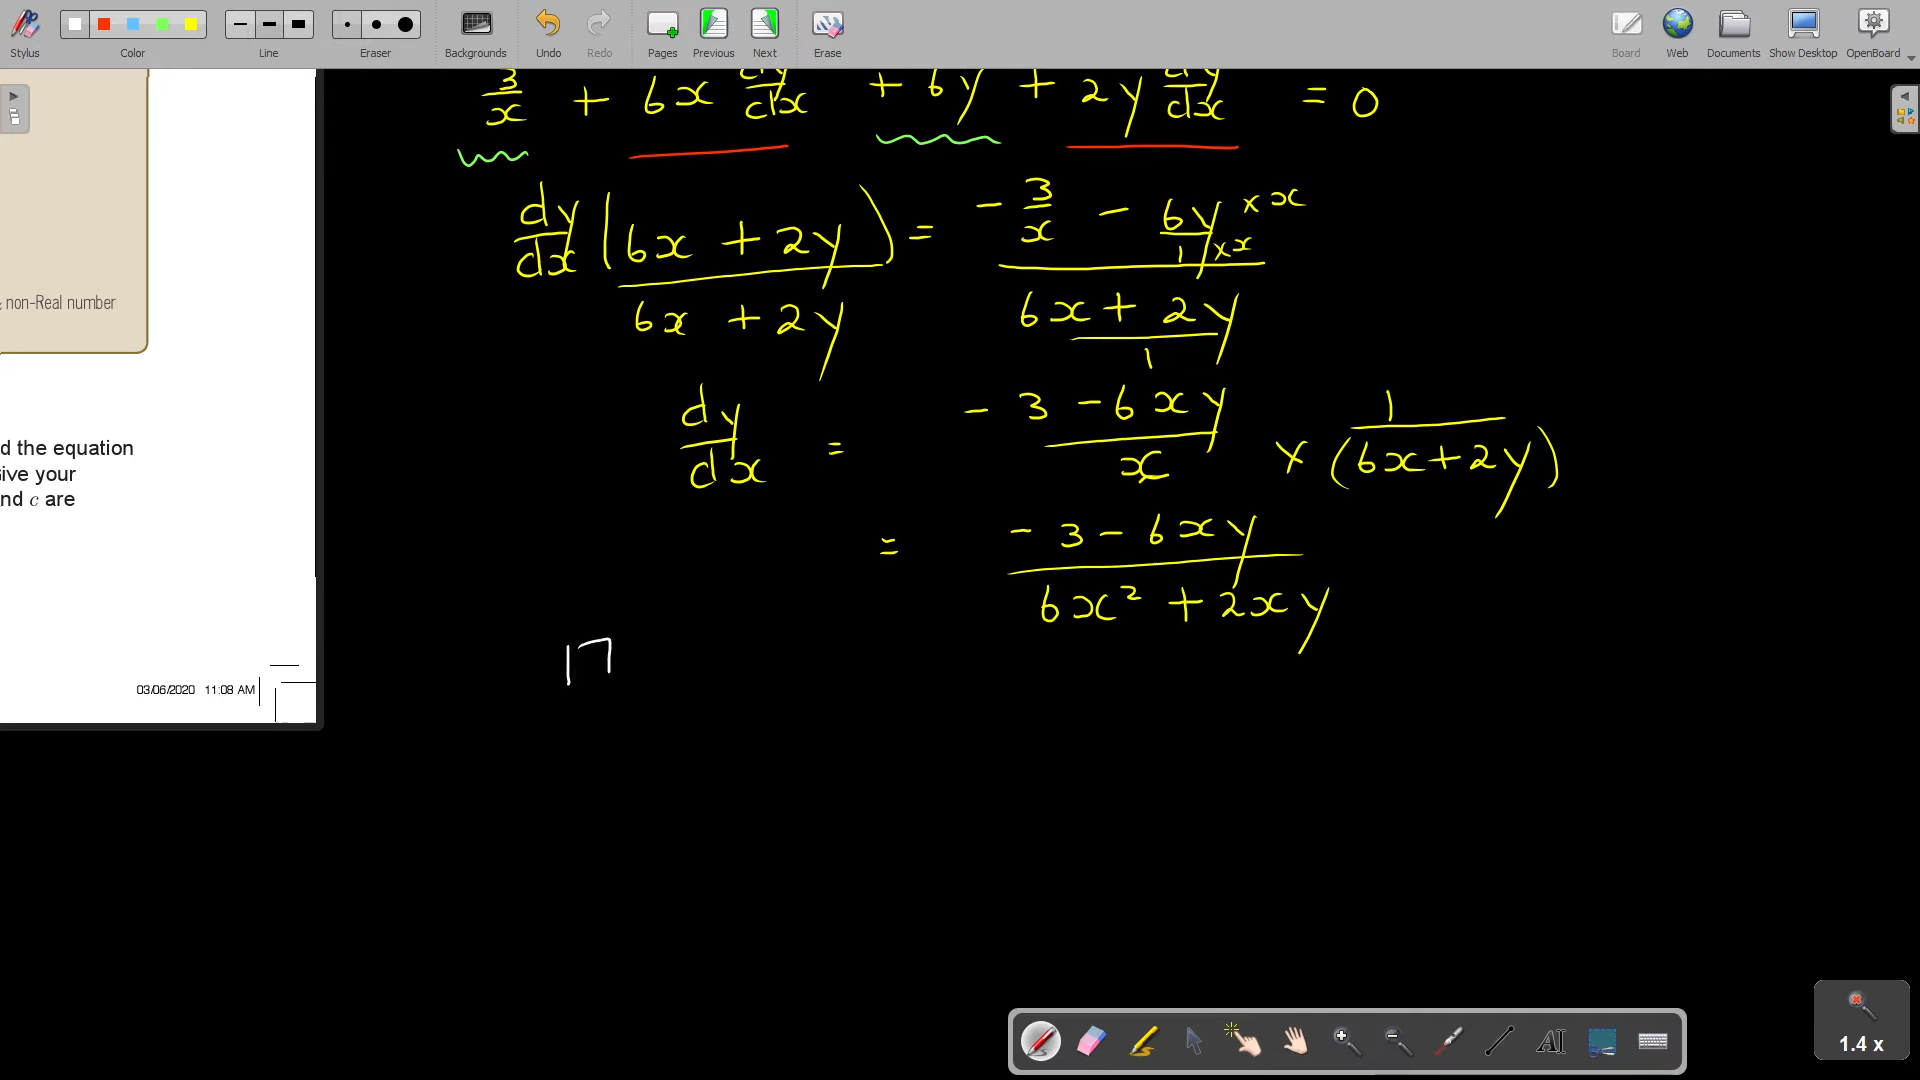 Stylus Color Line Eraser Backgrounds Undo Redo Pages Previous Next Erase Board Web Documents Show Desktop OpenBoard
3/x + 6x dy/dx + 6y + 2y dy/dx = 0
dy/dx (6x + 2y)/(6x + 2y) = (-3/x - 6y/1 ×x ×x)/(6x + 2y)
1
dy/dx = (-3 - 6xy)/x × 1/(6x+2y)
= (-3 - 6xy)/(6x² + 2xy)
17
non-Real number
d the equation
ive your
nd c are
03/06/2020 11:08 AM
AI
1.4 x